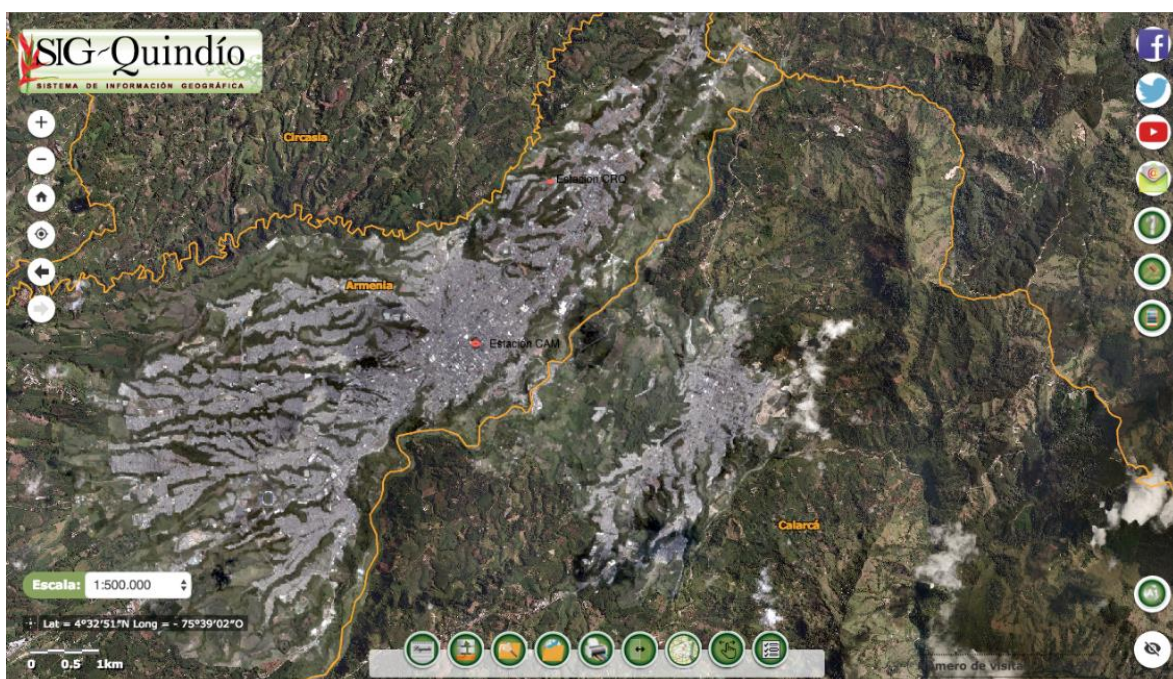 SIG-Quindío
SISTEMA DE INFORMACIÓN GEOGRÁFICA
Circasia
Estación CRQ
Armenia
Estación CAM
Calarcá
Escala: 1:500.000
Lat = 4°32'51"N Long = - 75°39'02"O
0 0.5 1km